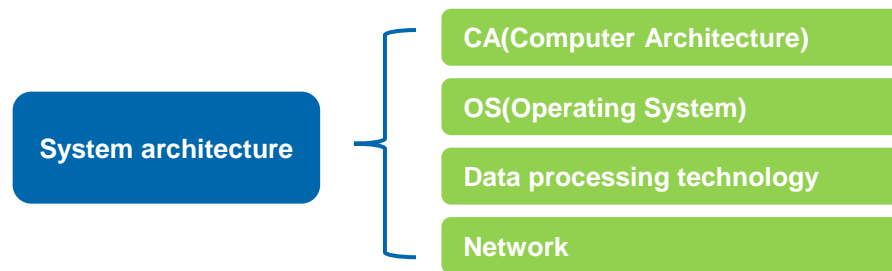 System architecture
CA(Computer Architecture)
OS(Operating System)
Data processing technology
Network